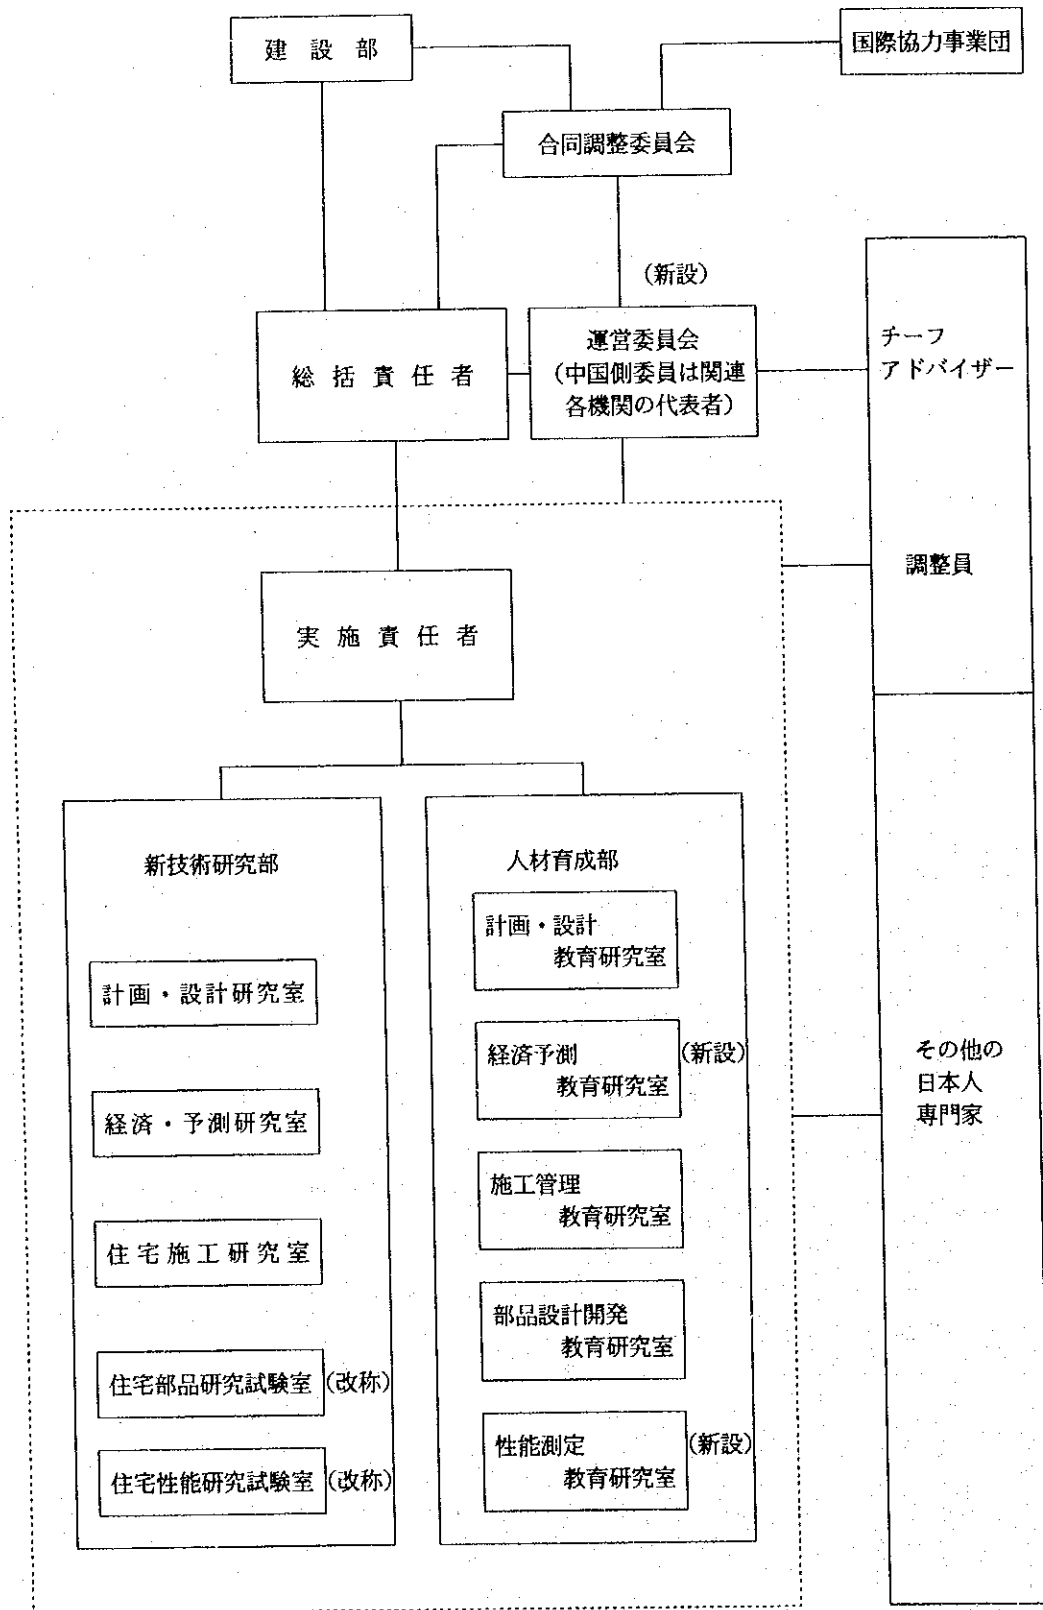 建設部
国際協力事業団
合同調整委員会
(新設)
総括責任者
運営委員会
(中国側委員は関連
各機関の代表者)
チーフ
アドバイザー
調整員
実施責任者
新技術研究部
計画・設計研究室
経済・予測研究室
住宅施工研究室
住宅部品研究試験室 (改称)
住宅性能研究試験室 (改称)
人材育成部
計画・設計
教育研究室
経済予測 (新設)
教育研究室
施工管理
教育研究室
部品設計開発
教育研究室
性能測定 (新設)
教育研究室
その他の
日本人
専門家